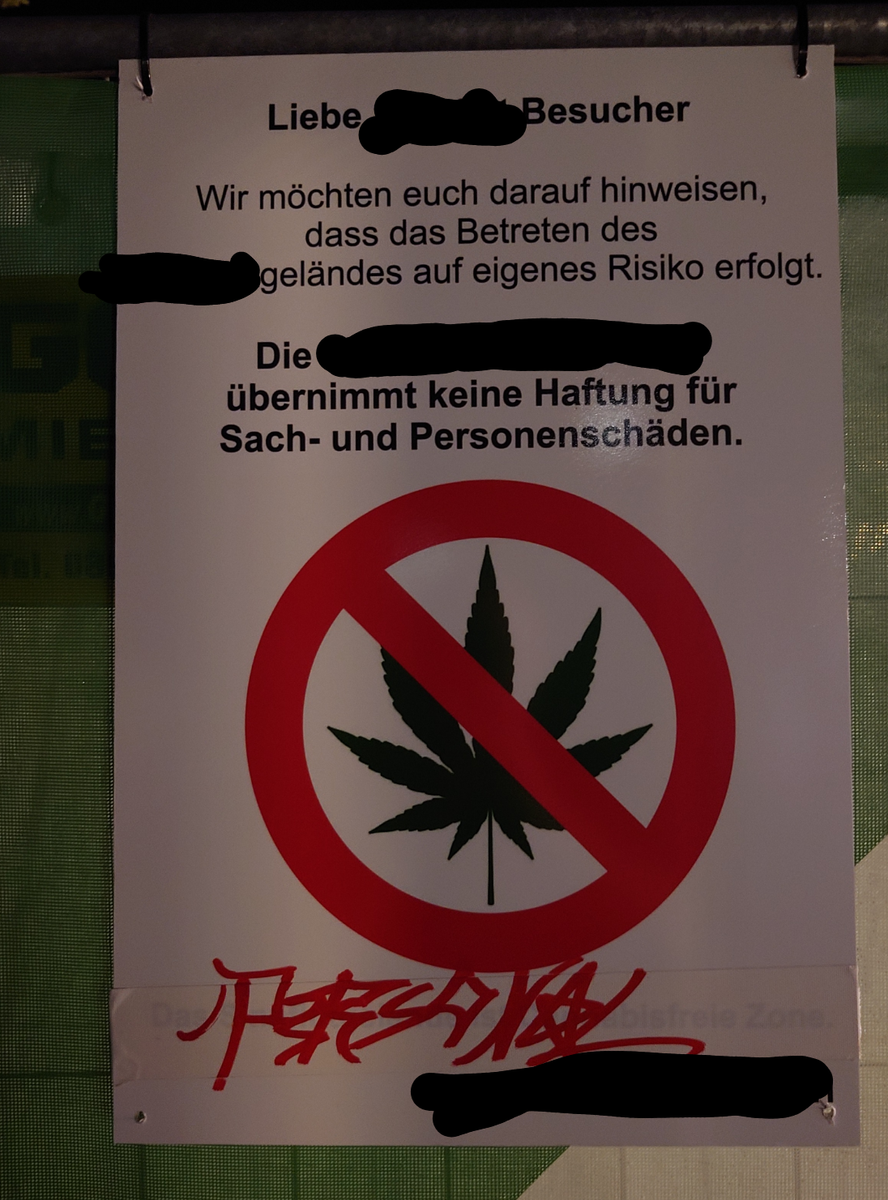 Liebe Besucher
Wir möchten euch darauf hinweisen,
dass das Betreten des
geländes auf eigenes Risiko erfolgt.
Die
übernimmt keine Haftung für
Sach- und Personenschäden.
Zone.